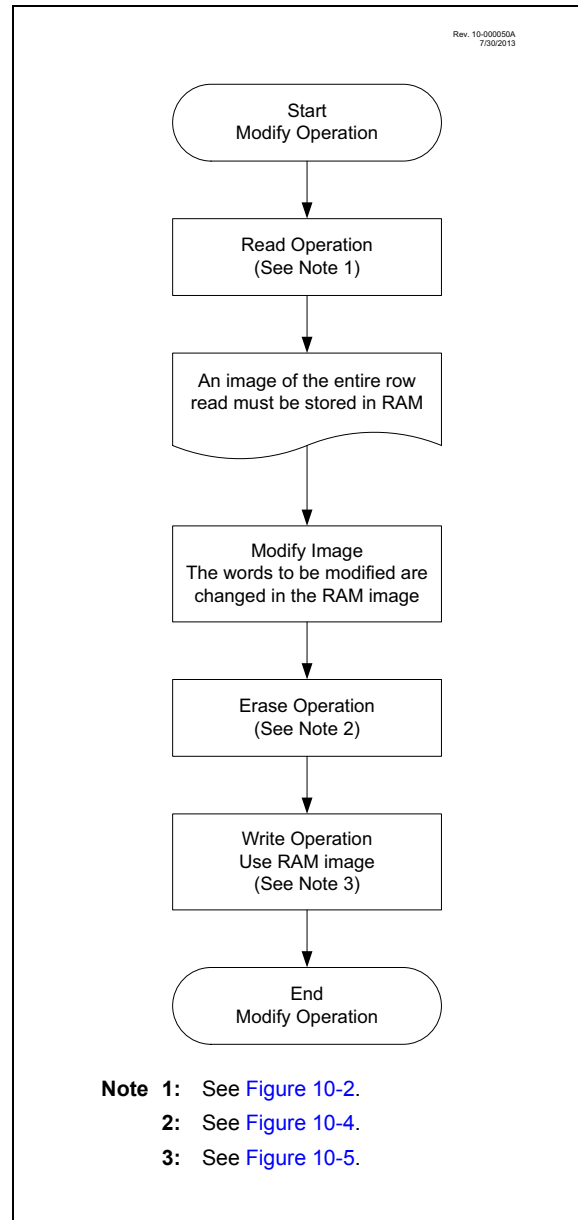 Rev. 10-000050A
7/30/2013
Start
Modify Operation
Read Operation
(See Note 1)
An image of the entire row
read must be stored in RAM
Modify Image
The words to be modified are
changed in the RAM image
Erase Operation
(See Note 2)
Write Operation
Use RAM image
(See Note 3)
End
Modify Operation
Note 1: See Figure 10-2.
2: See Figure 10-4.
3: See Figure 10-5.